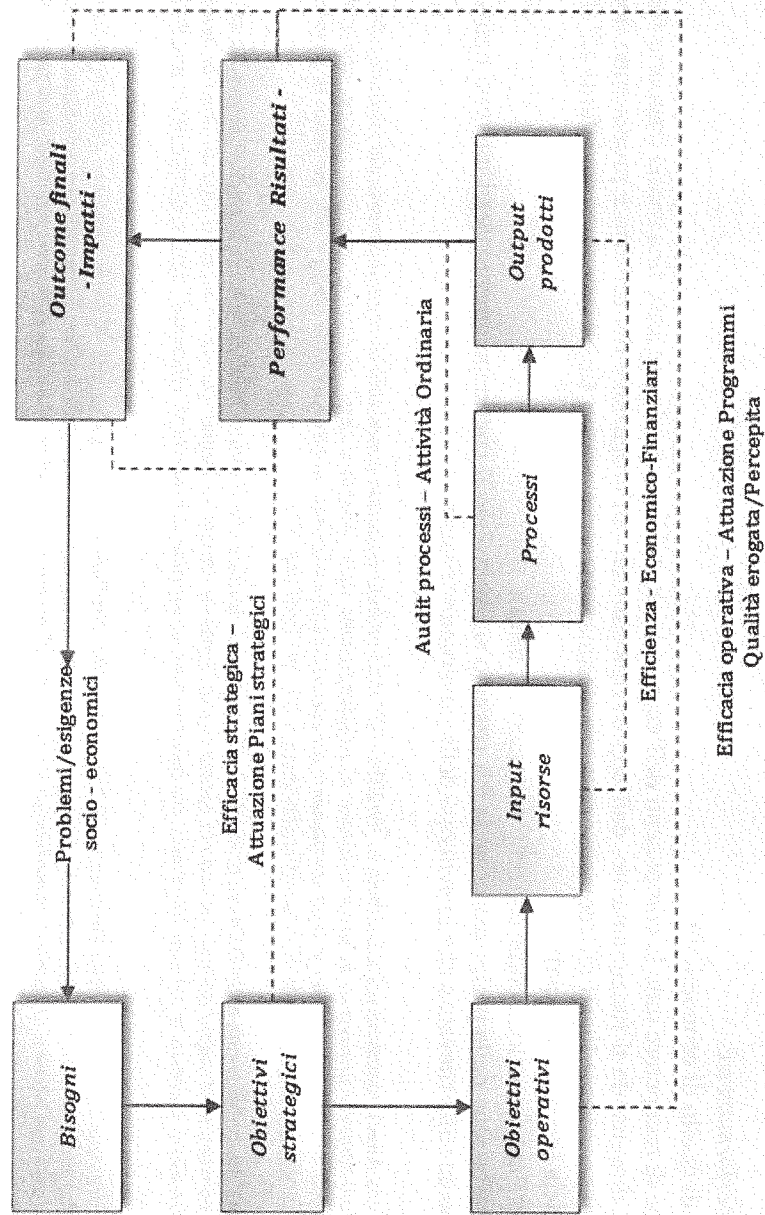 Bisogni
Problemi/esigenze
socio - economici
Outcome finali
- Impatti -
Obiettivi
strategici
Efficacia strategica –
Attuazione Piani strategici
Performance Risultati -
Audit processi – Attività Ordinaria
Obiettivi
operativi
Input
risorse
Processi
Output
prodotti
Efficienza - Economico-Finanziari
Efficacia operativa – Attuazione Programmi
Qualità erogata/Percepita